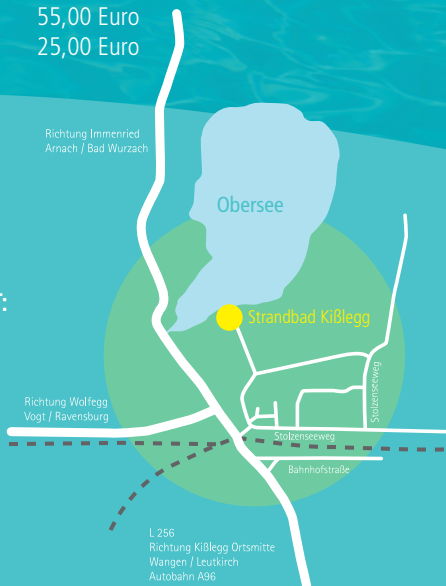 55,00 Euro
25,00 Euro
Richtung Immenried
Arnach / Bad Wurzach
Obersee
:
Strandbad Kißlegg
Stolzenseeweg
Richtung Wolfegg
Vogt / Ravensburg
Stolzenseeweg
Bahnhofstraße
L 256
Richtung Kißlegg Ortsmitte
Wangen / Leutkirch
Autobahn A96